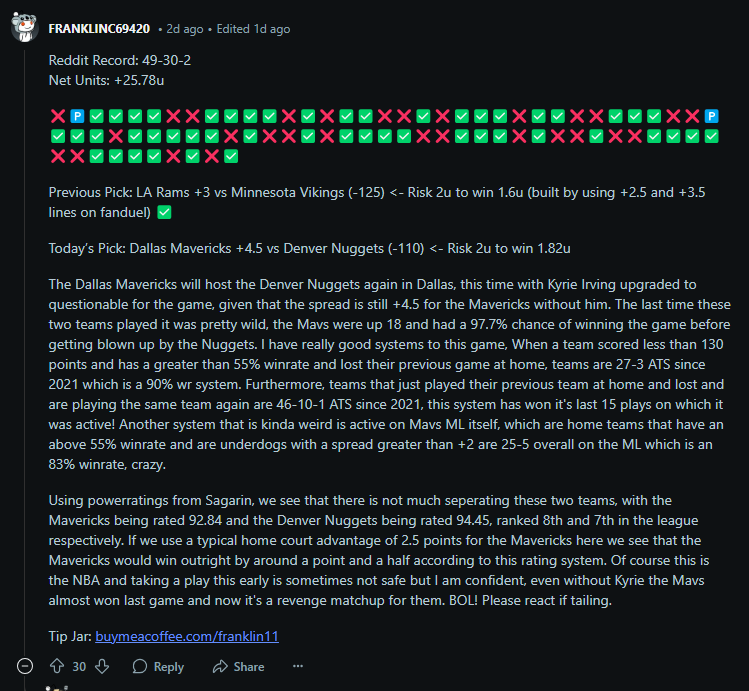 FRANKLINC69420 • 2d ago • Edited 1d ago
Reddit Record: 49-30-2
Net Units: +25.78u
❌🅿️✅✅✅✅❌❌✅✅✅✅❌✅❌✅✅❌❌✅❌✅✅✅❌✅✅❌❌✅✅✅❌❌🅿️
✅✅✅❌✅✅✅✅✅❌✅❌❌✅❌✅✅✅✅❌❌✅✅✅❌✅❌❌✅❌❌✅✅✅✅
❌❌✅✅✅✅❌✅❌✅
Previous Pick: LA Rams +3 vs Minnesota Vikings (-125) <- Risk 2u to win 1.6u (built by using +2.5 and +3.5
lines on fanduel) ✅
Today’s Pick: Dallas Mavericks +4.5 vs Denver Nuggets (-110) <- Risk 2u to win 1.82u
The Dallas Mavericks will host the Denver Nuggets again in Dallas, this time with Kyrie Irving upgraded to
questionable for the game, given that the spread is still +4.5 for the Mavericks without him. The last time these
two teams played it was pretty wild, the Mavs were up 18 and had a 97.7% chance of winning the game before
getting blown up by the Nuggets. I have really good systems to this game, When a team scored less than 130
points and has a greater than 55% winrate and lost their previous game at home, teams are 27-3 ATS since
2021 which is a 90% wr system. Furthermore, teams that just played their previous team at home and lost and
are playing the same team again are 46-10-1 ATS since 2021, this system has won it's last 15 plays on which it
was active! Another system that is kinda weird is active on Mavs ML itself, which are home teams that have an
above 55% winrate and are underdogs with a spread greater than +2 are 25-5 overall on the ML which is an
83% winrate, crazy.
Using powerratings from Sagarin, we see that there is not much seperating these two teams, with the
Mavericks being rated 92.84 and the Denver Nuggets being rated 94.45, ranked 8th and 7th in the league
respectively. If we use a typical home court advantage of 2.5 points for the Mavericks here we see that the
Mavericks would win outright by around a point and a half according to this rating system. Of course this is
the NBA and taking a play this early is sometimes not safe but I am confident, even without Kyrie the Mavs
almost won last game and now it's a revenge matchup for them. BOL! Please react if tailing.
Tip Jar: buymeacoffee.com/franklin11
30 Reply Share ...